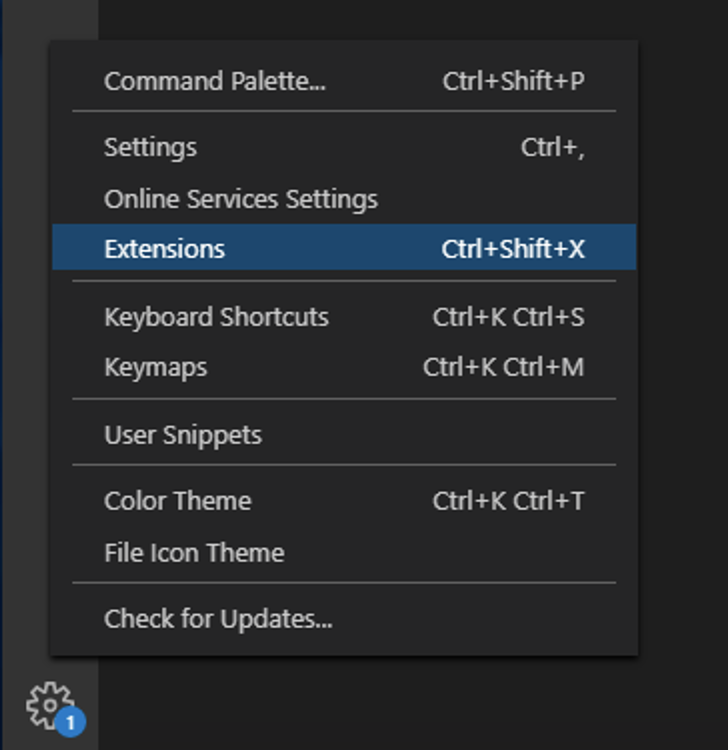 Command Palette... Ctrl+Shift+P
Settings Ctrl+,
Online Services Settings
Extensions Ctrl+Shift+X
Keyboard Shortcuts Ctrl+K Ctrl+S
Keymaps Ctrl+K Ctrl+M
User Snippets
Color Theme Ctrl+K Ctrl+T
File Icon Theme
Check for Updates...
1